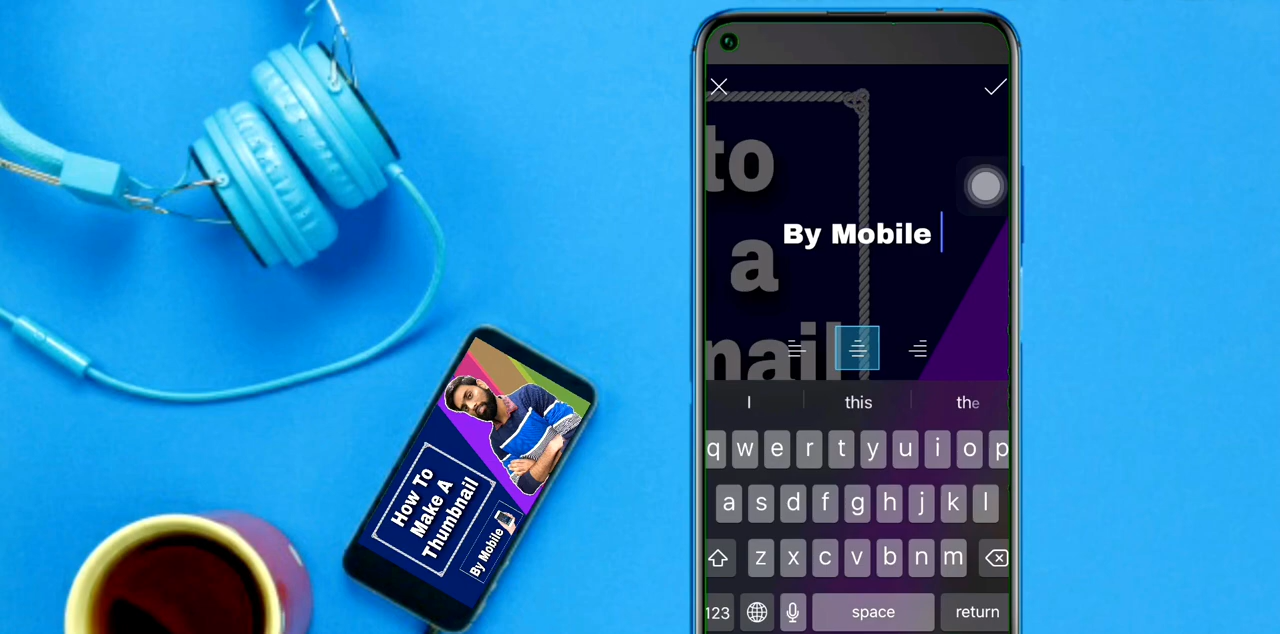 How To
Make A
Thumbnail
By Mobile
to
a
nail
By Mobile
I this the
q w e r t y u i o p
a s d f g h j k l
z x c v b n m
123 space return